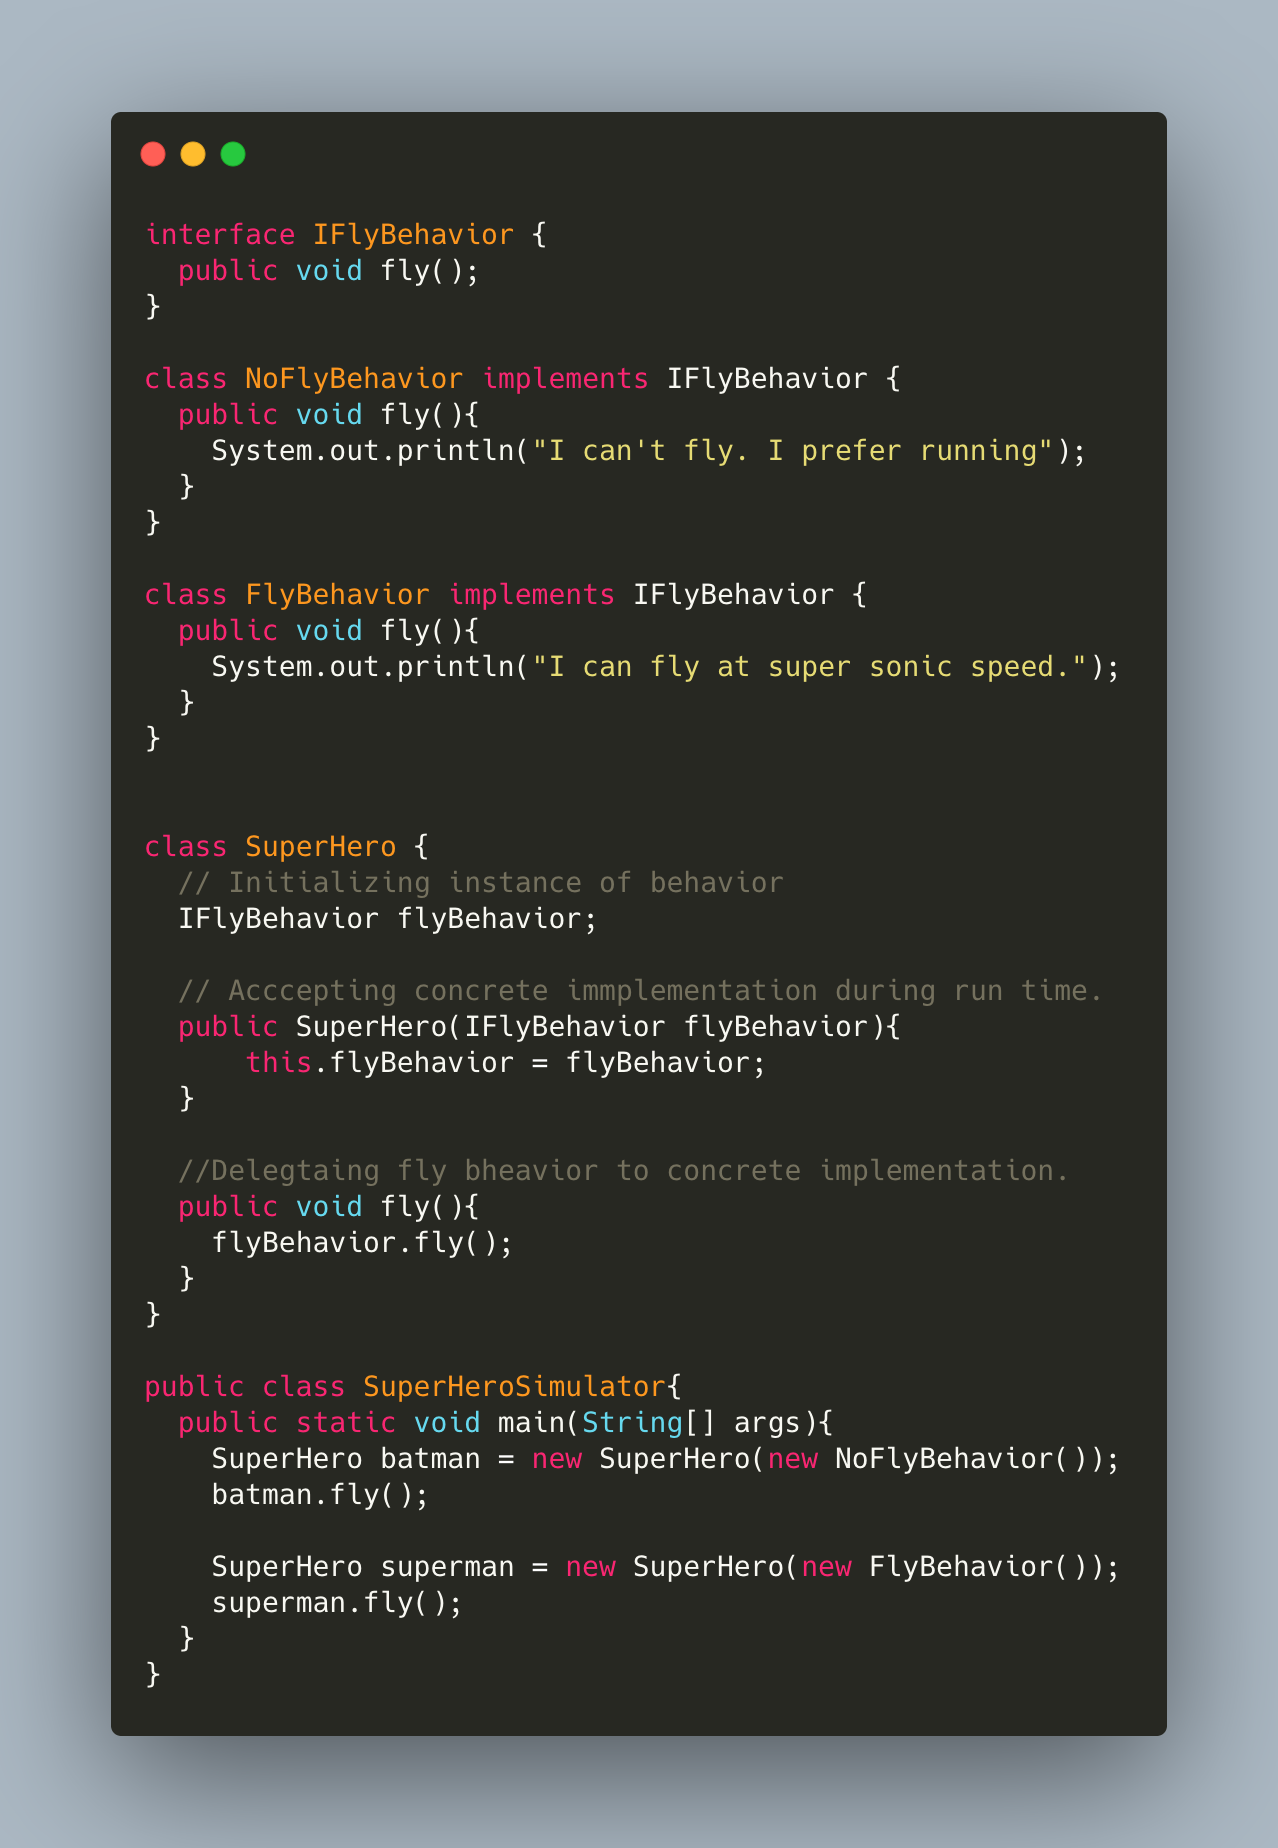 interface IFlyBehavior {
  public void fly();
}

class NoFlyBehavior implements IFlyBehavior {
  public void fly(){
    System.out.println("I can't fly. I prefer running");
  }
}

class FlyBehavior implements IFlyBehavior {
  public void fly(){
    System.out.println("I can fly at super sonic speed.");
  }
}


class SuperHero {
  // Initializing instance of behavior
  IFlyBehavior flyBehavior;

  // Acccepting concrete immplementation during run time.
  public SuperHero(IFlyBehavior flyBehavior){
      this.flyBehavior = flyBehavior;
  }

  //Delegtaing fly bheavior to concrete implementation.
  public void fly(){
    flyBehavior.fly();
  }
}

public class SuperHeroSimulator{
  public static void main(String[] args){
    SuperHero batman = new SuperHero(new NoFlyBehavior());
    batman.fly();

    SuperHero superman = new SuperHero(new FlyBehavior());
    superman.fly();
  }
}